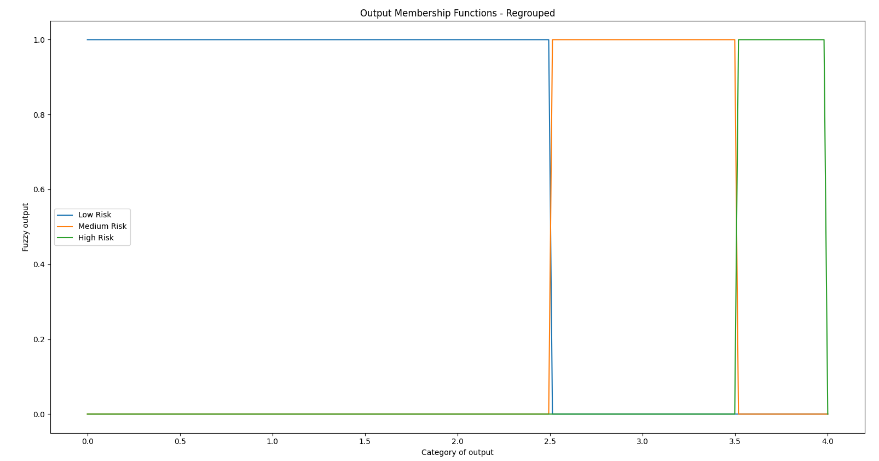 Output Membership Functions - Regrouped
1.0
0.8
0.6
0.4
0.2
0.0
Fuzzy output
Low Risk
Medium Risk
High Risk
0.0 0.5 1.0 1.5 2.0 2.5 3.0 3.5 4.0
Category of output